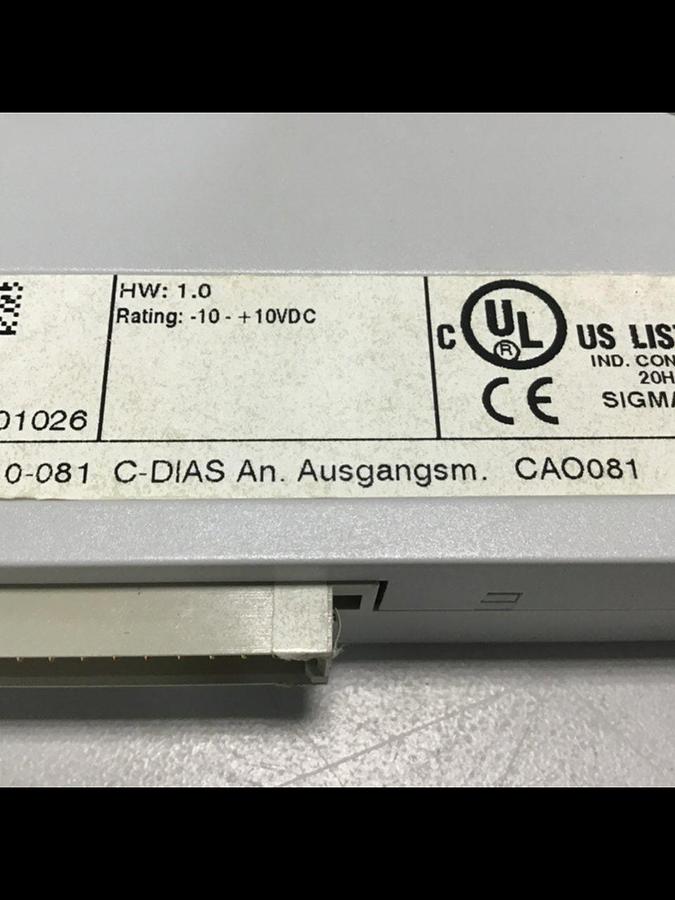 HW: 1.0
Rating: -10 - +10VDC
C UL US LIS
R
IND. CON
20H
CE
SIGMA
01026
0-081 C-DIAS An. Ausgangsm. CAO081